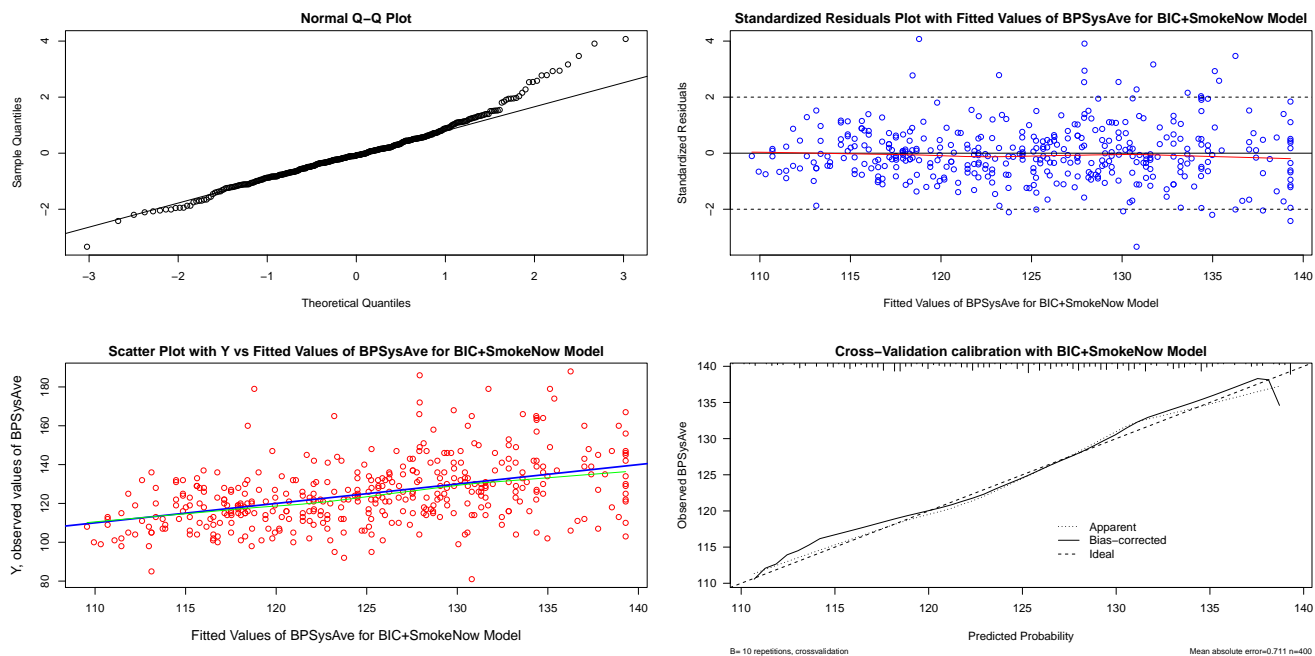 Normal Q−Q Plot
4
2
0
−2
Sample Quantiles
−3
−2
−1
0
1
2
3
Theoretical Quantiles
Standardized Residuals Plot with Fitted Values of BPSysAve for BIC+SmokeNow Model
4
2
0
−2
Standardized Residuals
110
115
120
125
130
135
140
Fitted Values of BPSysAve for BIC+SmokeNow Model
Scatter Plot with Y vs Fitted Values of BPSysAve for BIC+SmokeNow Model
180
160
140
120
100
80
Y, observed values of BPSysAve
110
115
120
125
130
135
140
Fitted Values of BPSysAve for BIC+SmokeNow Model
Cross−Validation calibration with BIC+SmokeNow Model
140
135
130
125
120
115
110
Observed BPSysAve
Apparent
Bias−corrected
Ideal
110
115
120
125
130
135
140
Predicted Probability
B= 10 repetitions, crossvalidation
Mean absolute error=0.711 n=400